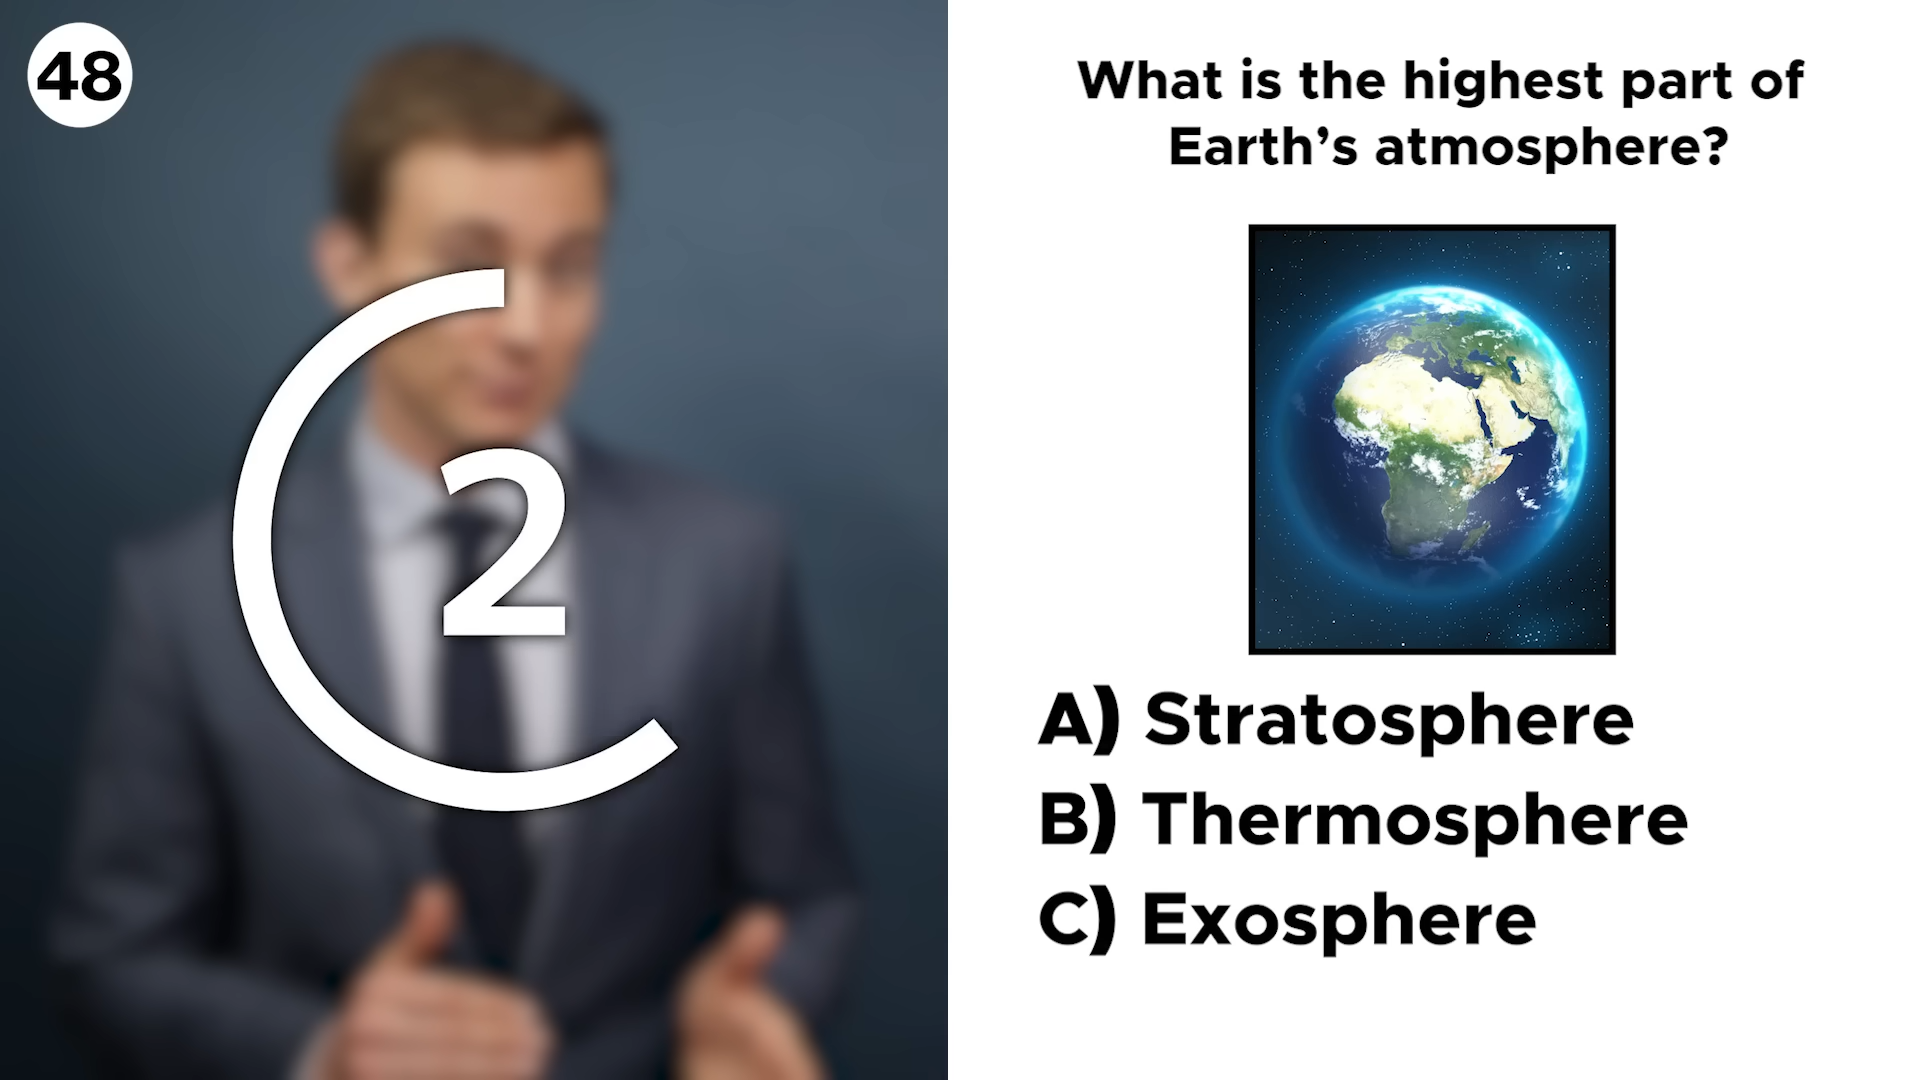 48
2
What is the highest part of
Earth’s atmosphere?
A) Stratosphere
B) Thermosphere
C) Exosphere